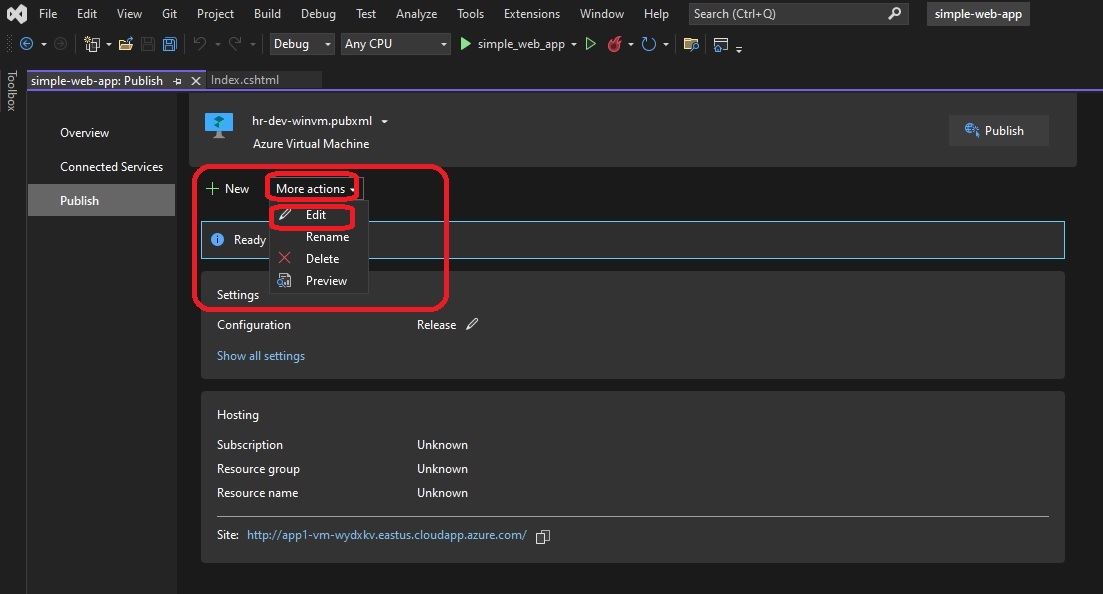 File Edit View Git Project Build Debug Test Analyze Tools Extensions Window Help Search (Ctrl+Q) simple-web-app
Debug Any CPU simple_web_app
Toolbox
simple-web-app: Publish Index.cshtml
Overview
Connected Services
Publish
hr-dev-winvm.pubxml
Azure Virtual Machine
Publish
New More actions
Edit
Rename
Delete
Preview
Ready
Settings
Configuration Release
Show all settings
Hosting
Subscription Unknown
Resource group Unknown
Resource name Unknown
Site: http://app1-vm-wydxkv.eastus.cloudapp.azure.com/